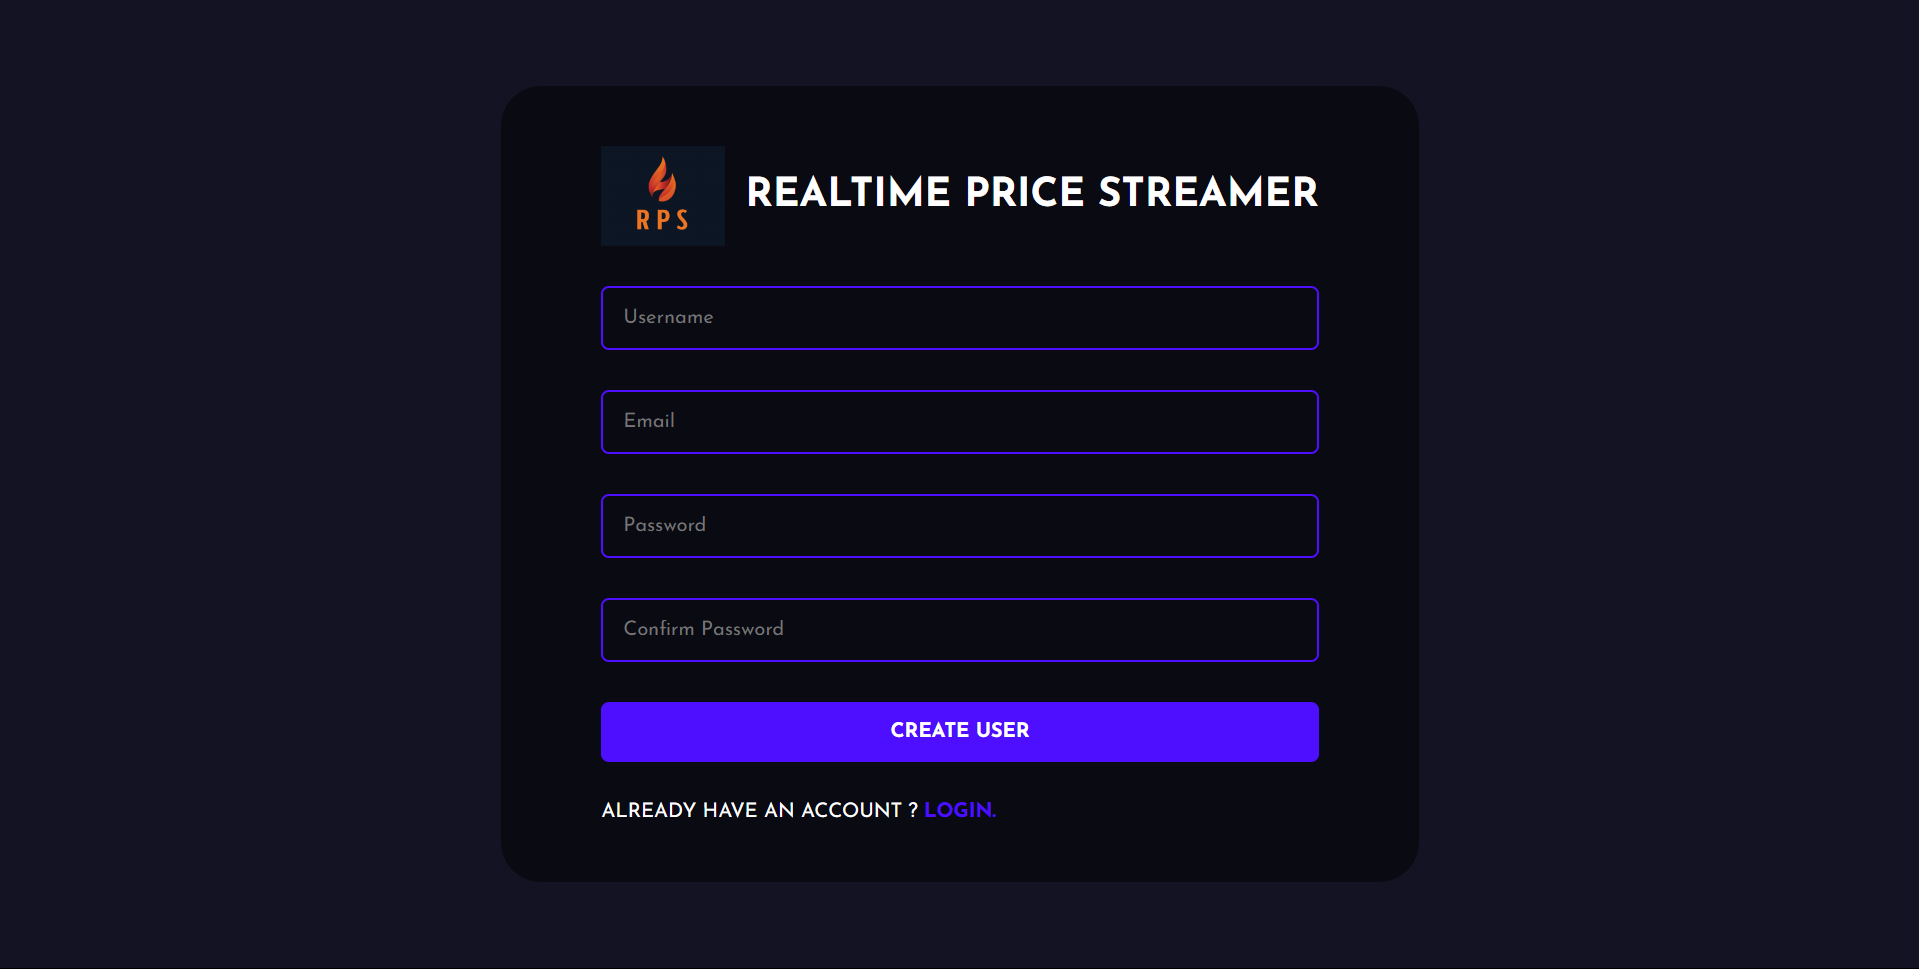 RPS
REALTIME PRICE STREAMER
Username
Email
Password
Confirm Password
CREATE USER
ALREADY HAVE AN ACCOUNT ? LOGIN.